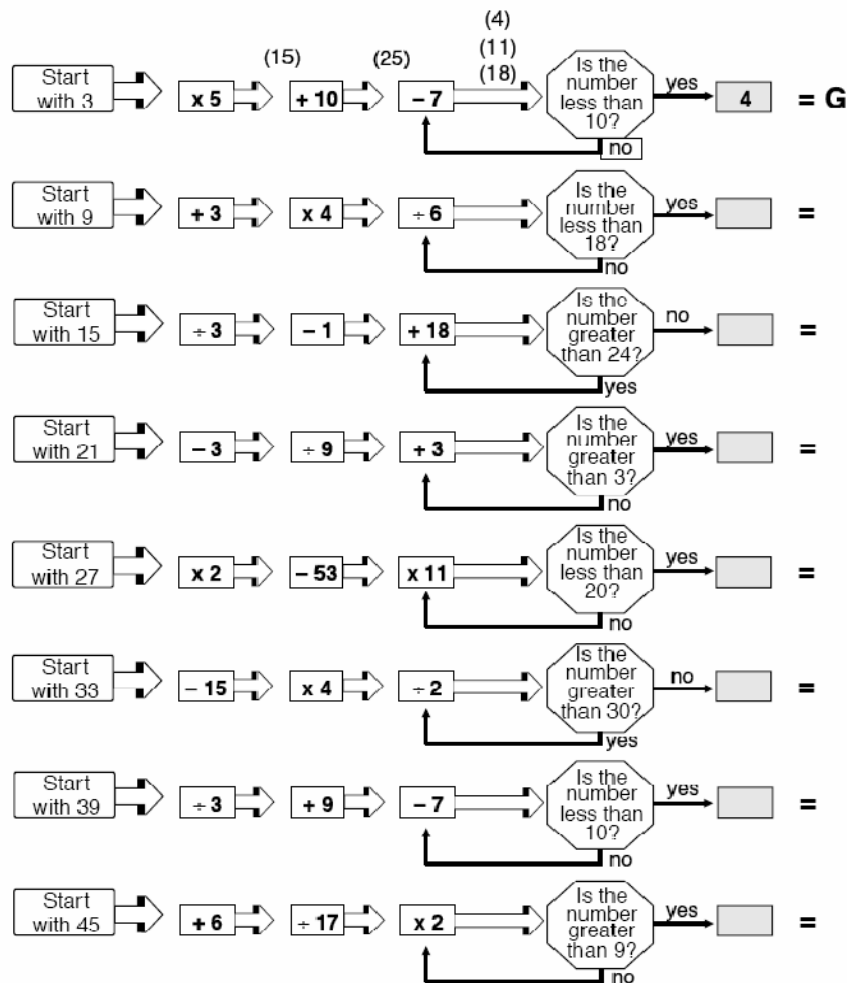 (4)
(15) (25) (11)
(18)
Start with 3
x 5
+ 10
– 7
Is the number less than 10?
yes
4
= G
no
Start with 9
+ 3
x 4
÷ 6
Is the number less than 18?
yes
=
no
Start with 15
÷ 3
– 1
+ 18
Is the number greater than 24?
no
=
yes
Start with 21
– 3
÷ 9
+ 3
Is the number greater than 3?
yes
=
no
Start with 27
x 2
– 53
x 11
Is the number less than 20?
yes
=
no
Start with 33
– 15
x 4
÷ 2
Is the number greater than 30?
no
=
yes
Start with 39
÷ 3
+ 9
– 7
Is the number less than 10?
yes
=
no
Start with 45
+ 6
÷ 17
x 2
Is the number greater than 9?
yes
=
no